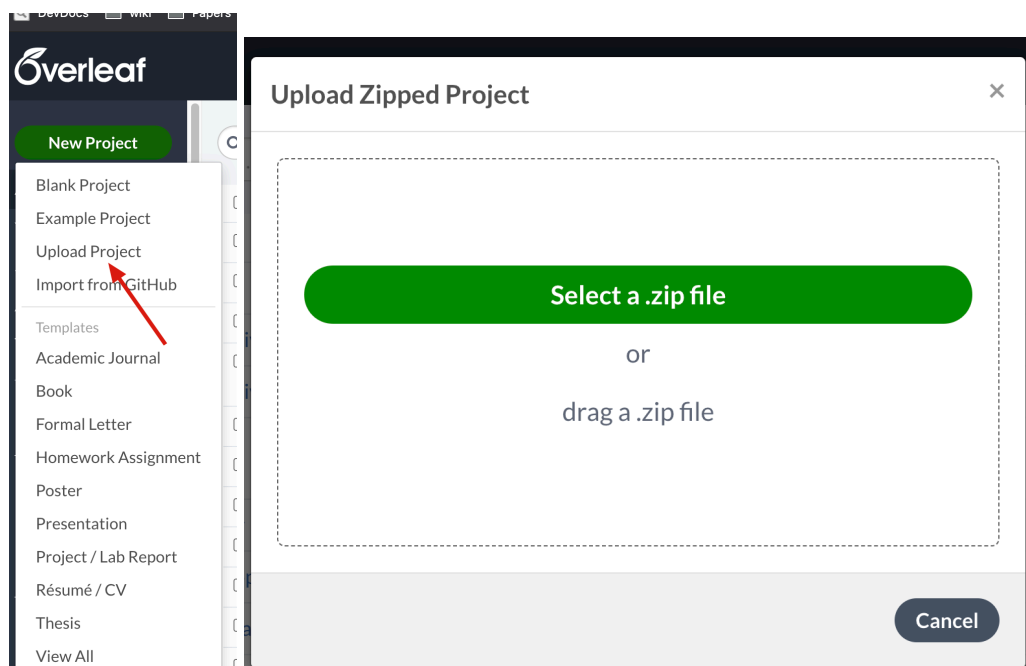 DevDocs wiki Papers
Overleaf
New Project
Blank Project
Example Project
Upload Project
Import from GitHub
Templates
Academic Journal
Book
Formal Letter
Homework Assignment
Poster
Presentation
Project / Lab Report
Résumé / CV
Thesis
View All
Upload Zipped Project
×
Select a .zip file
or
drag a .zip file
Cancel